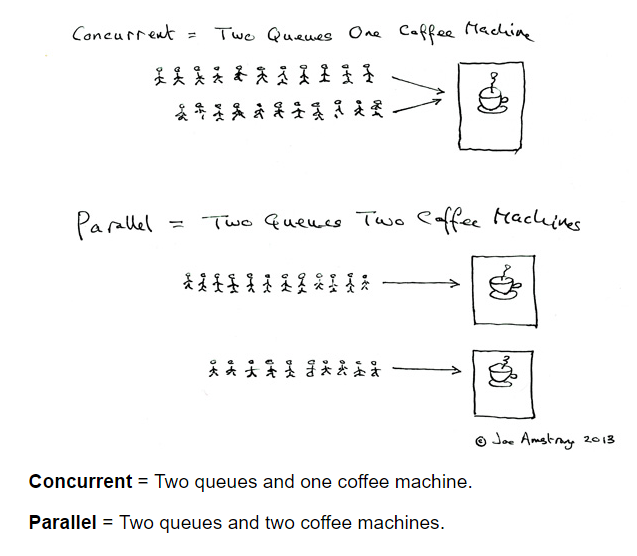 Concurrent = Two Queues One Coffee Machine
Parallel = Two Queues Two Coffee Machines
© Joe Armstrong 2013
Concurrent = Two queues and one coffee machine.
Parallel = Two queues and two coffee machines.